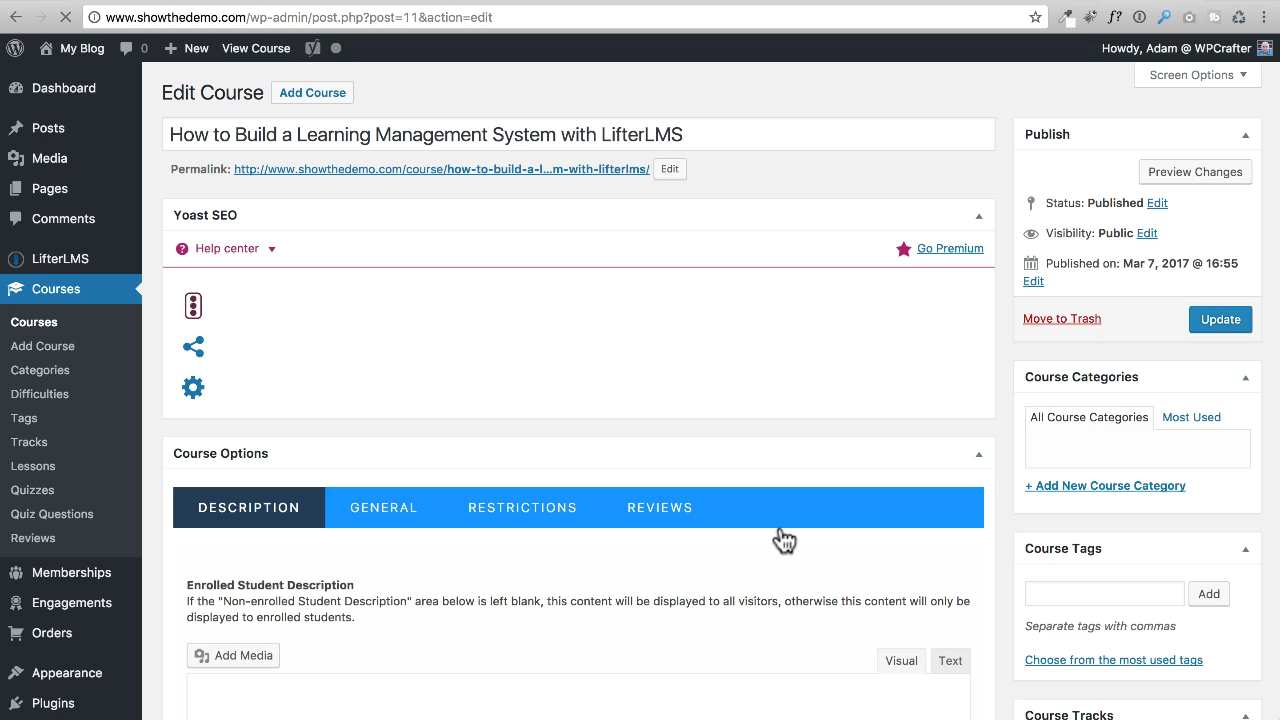 www.showthedemo.com/wp-admin/post.php?post=11&action=edit
My Blog
0
New
View Course
Howdy, Adam @ WPCrafter
Screen Options
Dashboard
Posts
Media
Pages
Comments
LifterLMS
Courses
Courses
Add Course
Categories
Difficulties
Tags
Tracks
Lessons
Quizzes
Quiz Questions
Reviews
Memberships
Engagements
Orders
Appearance
Plugins
Edit Course
Add Course
How to Build a Learning Management System with LifterLMS
Permalink: http://www.showthedemo.com/course/how-to-build-a-l...m-with-lifterlms/ Edit
Yoast SEO
Help center
Go Premium
Course Options
DESCRIPTION
GENERAL
RESTRICTIONS
REVIEWS
Enrolled Student Description
If the "Non-enrolled Student Description" area below is left blank, this content will be displayed to all visitors, otherwise this content will only be
displayed to enrolled students.
Add Media
Visual
Text
Publish
Preview Changes
Status: Published Edit
Visibility: Public Edit
Published on: Mar 7, 2017 @ 16:55
Edit
Move to Trash
Update
Course Categories
All Course Categories
Most Used
+ Add New Course Category
Course Tags
Add
Separate tags with commas
Choose from the most used tags
Course Tracks